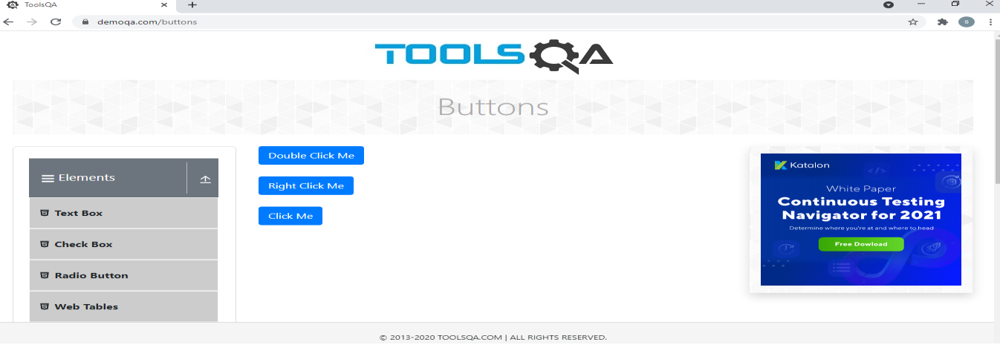 ToolsQA
demoqa.com/buttons
S
TOOLSQA
Buttons
Elements
Text Box
Check Box
Radio Button
Web Tables
Double Click Me
Right Click Me
Click Me
Katalon
White Paper
Continuous Testing
Navigator for 2021
Determine where you're at and where to head
Free Dowload
© 2013-2020 TOOLSQA.COM | ALL RIGHTS RESERVED.